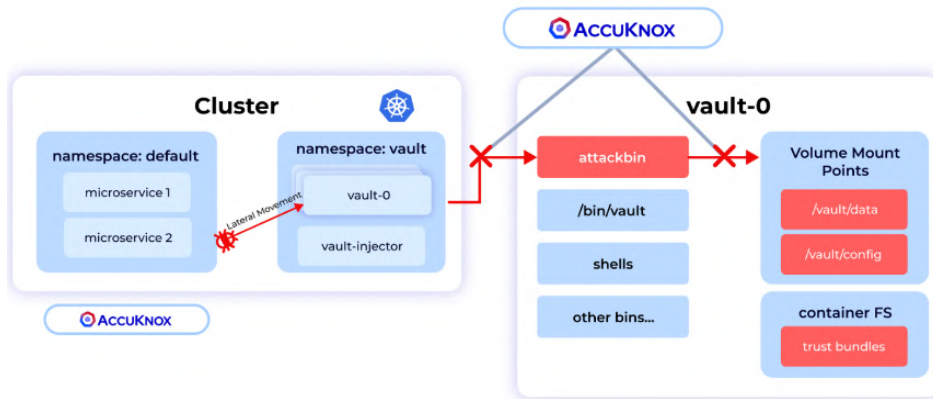 ACCUKNOX
Cluster
namespace: default
microservice 1
microservice 2
Lateral Movement
namespace: vault
vault-0
vault-injector
ACCUKNOX
vault-0
attackbin
/bin/vault
shells
other bins...
Volume Mount
Points
/vault/data
/vault/config
container FS
trust bundles